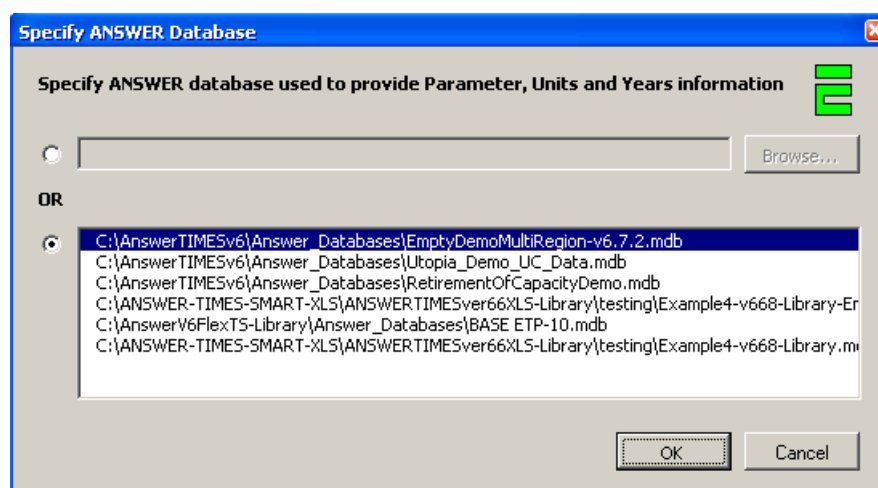 Specify ANSWER Database
Specify ANSWER database used to provide Parameter, Units and Years information
Browse...
OR
C:\AnswerTIMESv6\Answer_Databases\EmptyDemoMultiRegion-v6.7.2.mdb
C:\AnswerTIMESv6\Answer_Databases\Utopia_Demo_UC_Data.mdb
C:\AnswerTIMESv6\Answer_Databases\RetirementOfCapacityDemo.mdb
C:\ANSWER-TIMES-SMART-XLS\ANSWERTIMESver66XLS-Library\testing\Example4-v668-Library-Er
C:\AnswerV6FlexTS-Library\Answer_Databases\BASE ETP-10.mdb
C:\ANSWER-TIMES-SMART-XLS\ANSWERTIMESver66XLS-Library\testing\Example4-v668-Library.m
OK Cancel